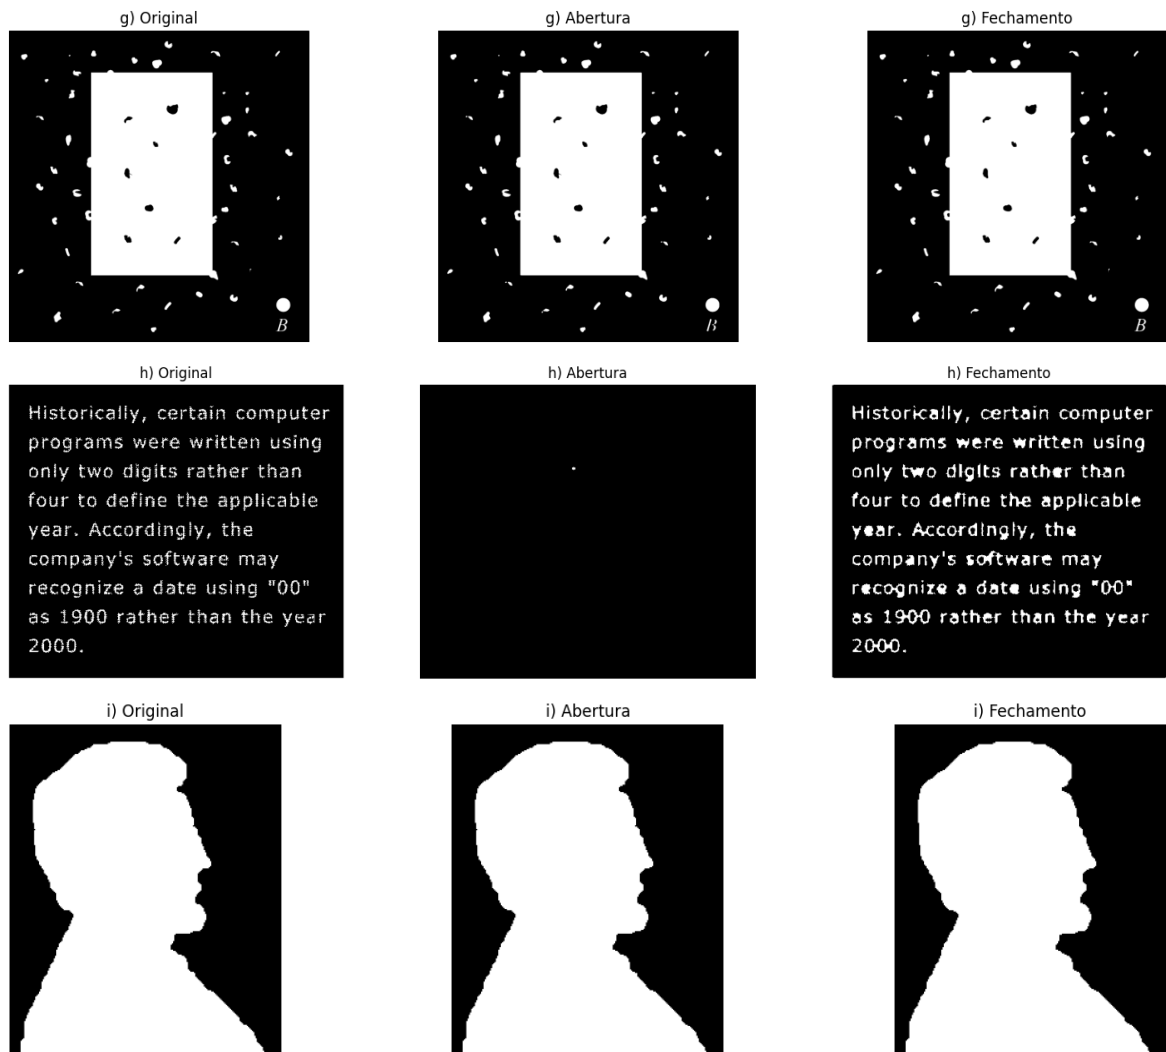 g) Original
g) Abertura
g) Fechamento
B
B
B
h) Original
h) Abertura
h) Fechamento
Historically, certain computer
programs were written using
only two digits rather than
four to define the applicable
year. Accordingly, the
company's software may
recognize a date using "00"
as 1900 rather than the year
2000.
Historically, certain computer
programs were written using
only two digits rather than
four to define the applicable
year. Accordingly, the
company's software may
recognize a date using "00"
as 1900 rather than the year
2000.
i) Original
i) Abertura
i) Fechamento